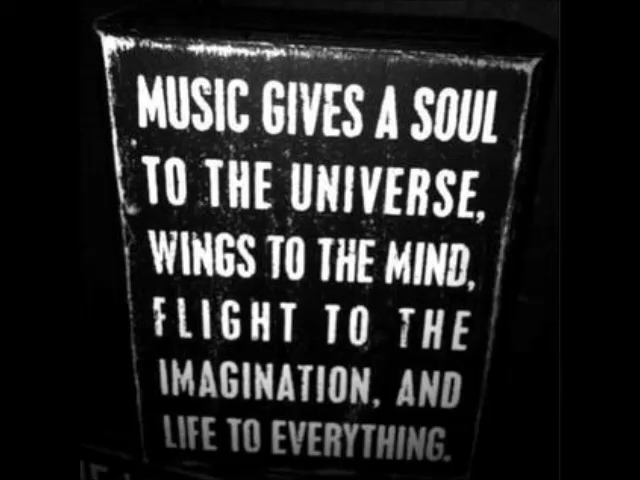 MUSIC GIVES A SOUL
TO THE UNIVERSE,
WINGS TO THE MIND,
FLIGHT TO THE
IMAGINATION, AND
LIFE TO EVERYTHING.